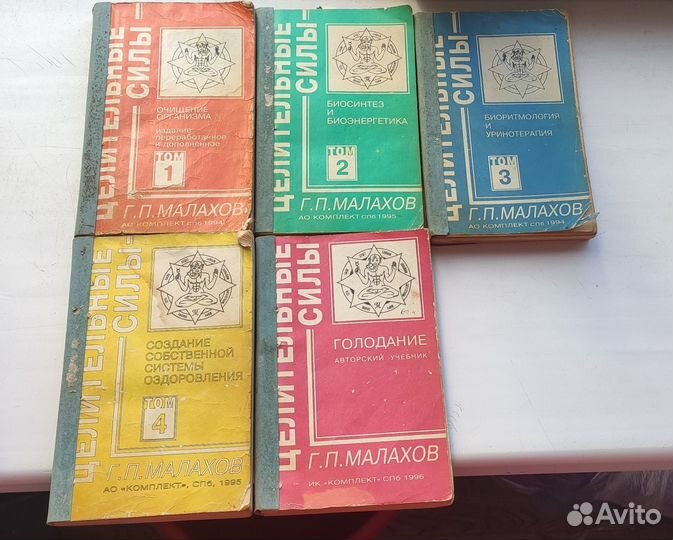 ЦЕЛИТЕЛЬНЫЕ
СИЛЫ
ОЧИЩЕНИЕ
ОРГАНИЗМА
издание
переработанное
и дополненное
ТОМ
1
Г.П.МАЛАХОВ
АО КОМПЛЕКТ СПб 1994
ЦЕЛИТЕЛЬНЫЕ
СИЛЫ
БИОСИНТЕЗ
И
БИОЭНЕРГЕТИКА
ТОМ
2
Г.П.МАЛАХОВ
АО КОМПЛЕКТ СПб 1995
ЦЕЛИТЕЛЬНЫЕ
СИЛЫ
БИОРИТМОЛОГИЯ
И
УРИНОТЕРАПИЯ
ТОМ
3
Г.П.МАЛАХОВ
АО КОМПЛЕКТ СПб 1994
ЦЕЛИТЕЛЬНЫЕ
СИЛЫ
СОЗДАНИЕ
СОБСТВЕННОЙ
СИСТЕМЫ
ОЗДОРОВЛЕНИЯ
ТОМ
4
Г.П.МАЛАХОВ
АО «КОМПЛЕКТ», СПб, 1995
ЦЕЛИТЕЛЬНЫЕ
СИЛЫ
ГОЛОДАНИЕ
АВТОРСКИЙ УЧЕБНИК
Г.П.МАЛАХОВ
ИК «КОМПЛЕКТ» СПб 1996
Avito